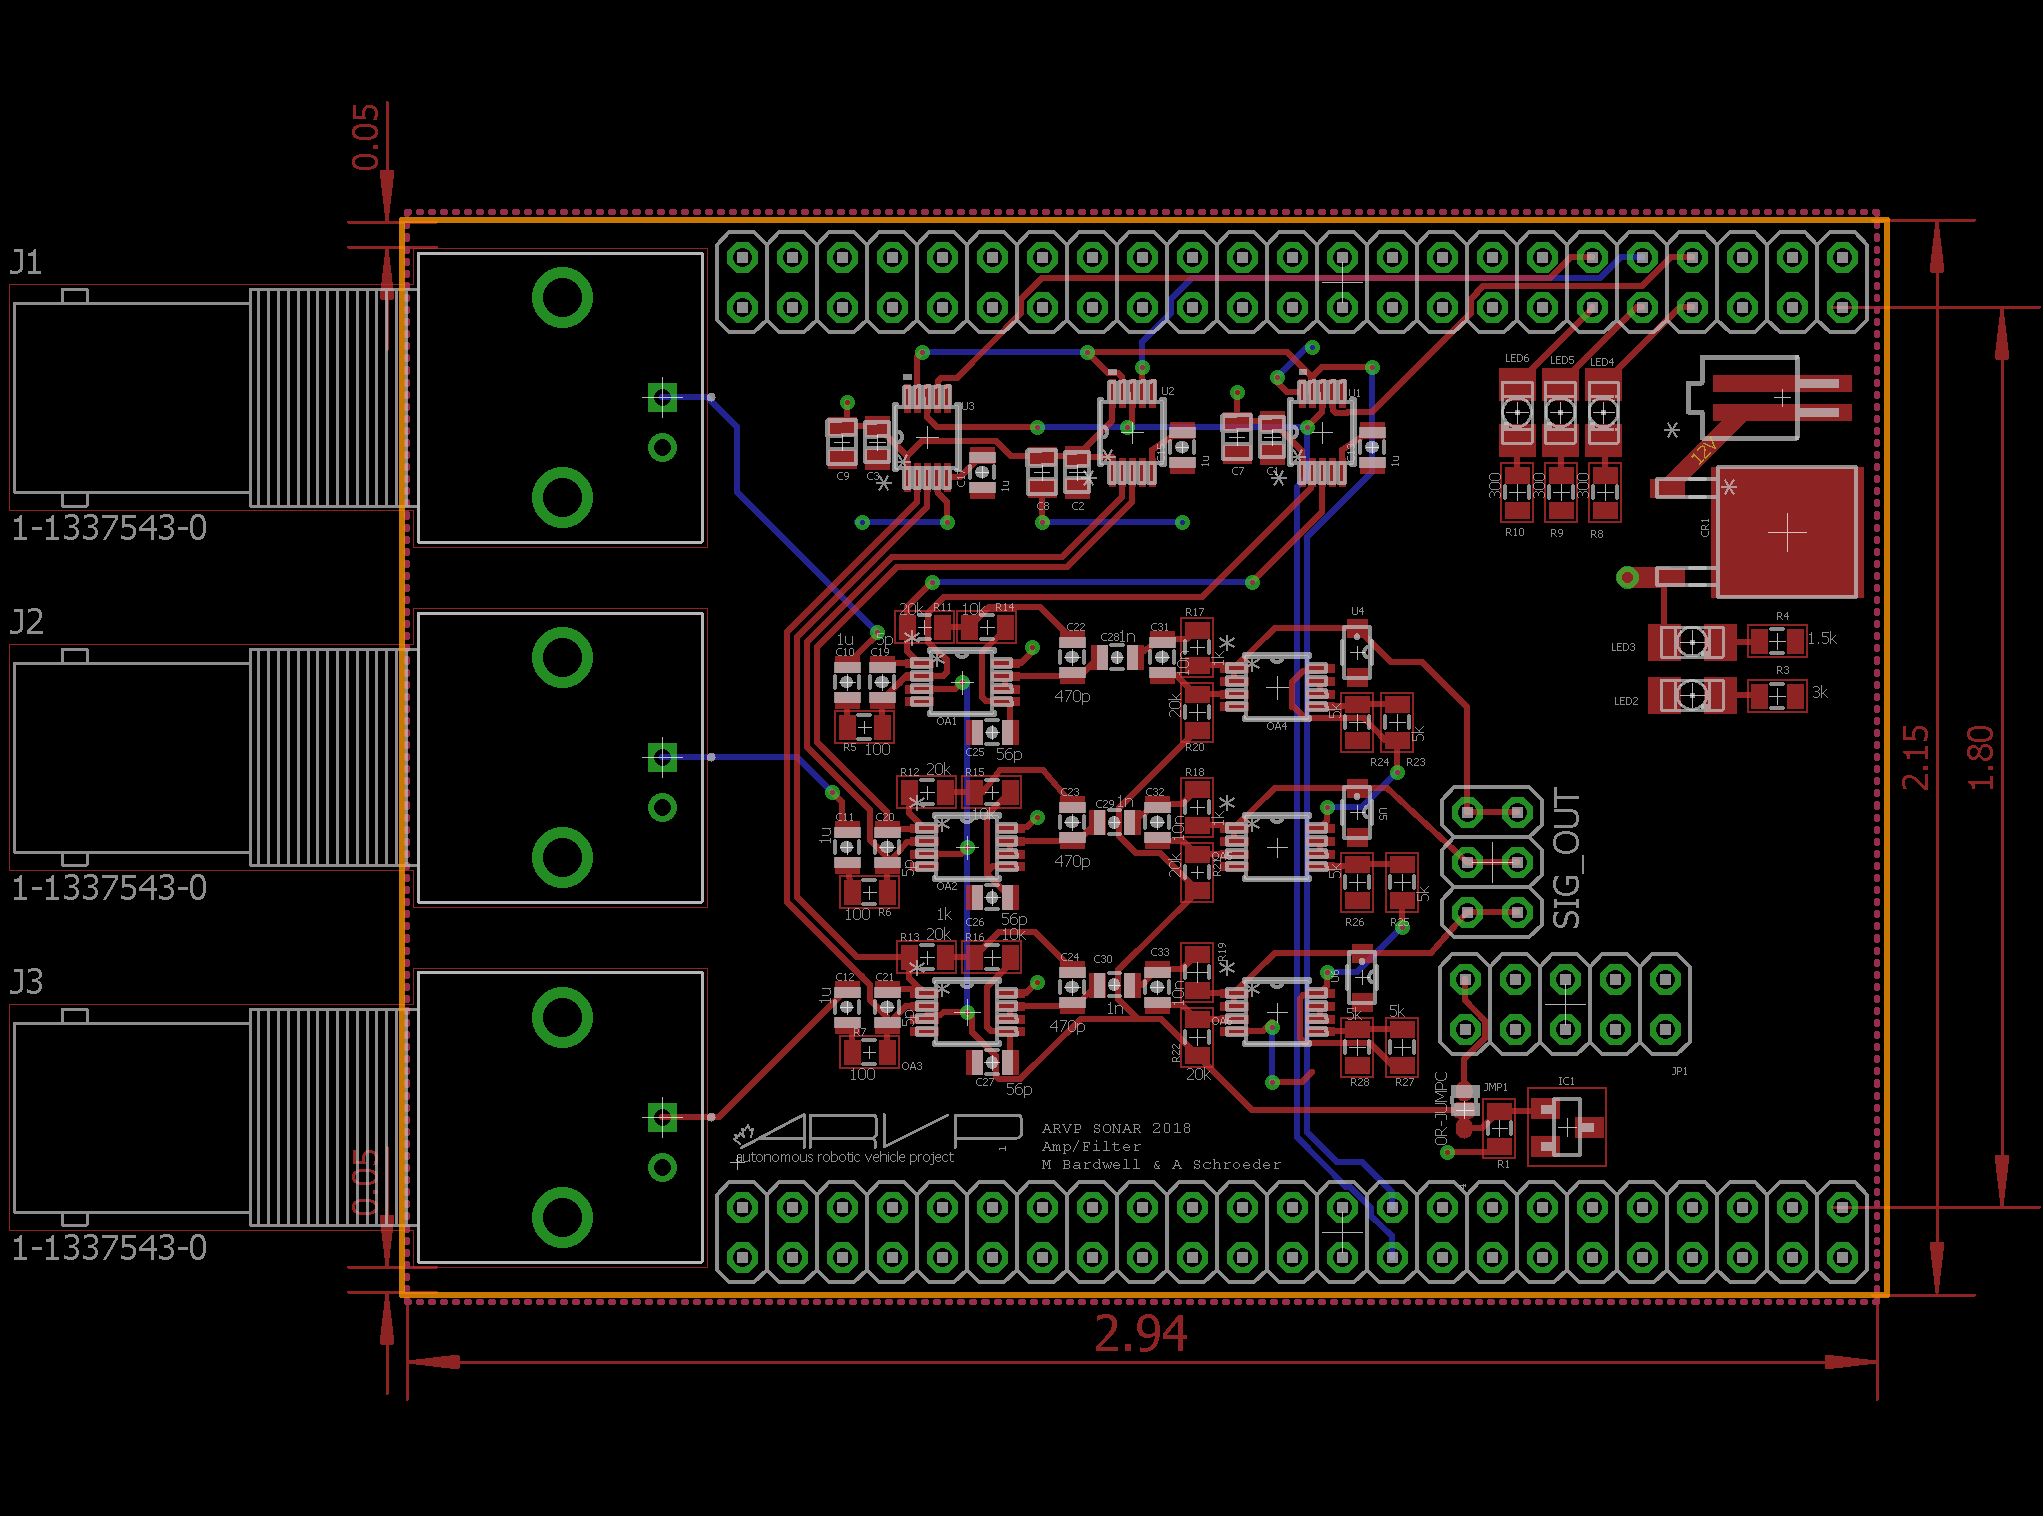 0.05
J1
1-1337543-0
J2
1-1337543-0
J3
1-1337543-0
0.05
2.94
2.15
1.80
U3
U2
U1
C9
C3
1u
C8
C2
1u
C7
1u
LED6
LED5
LED4
300
300
300
R10
R9
R8
12V
CR1
LED3
R4
1.5k
LED2
R3
3k
20k
R11
10k
R14
1u
5p
C10
C19
R5
100
OA1
C25
56p
C22
C28
1n
C31
470p
10n
R17
1k
20k
R20
OA4
U4
5k
R24
R23
5k
R12
20k
R15
10k
1u
C11
C20
5p
100
R6
OA2
C26
56p
1k
C23
C29
1n
C32
470p
10n
R18
1k
20k
U5
5k
R26
R25
5k
R13
20k
R16
10k
1u
C12
C21
5p
R7
100
OA3
C27
56p
C24
C30
1n
C33
470p
10n
R19
R22
20k
U6
5k
5k
R28
R27
SIG_OUT
JP1
JMP1
0R-JUMPC
R1
IC1
ARVP
autonomous robotic vehicle project
1
ARVP SONAR 2018
Amp/Filter
M Bardwell & A Schroeder